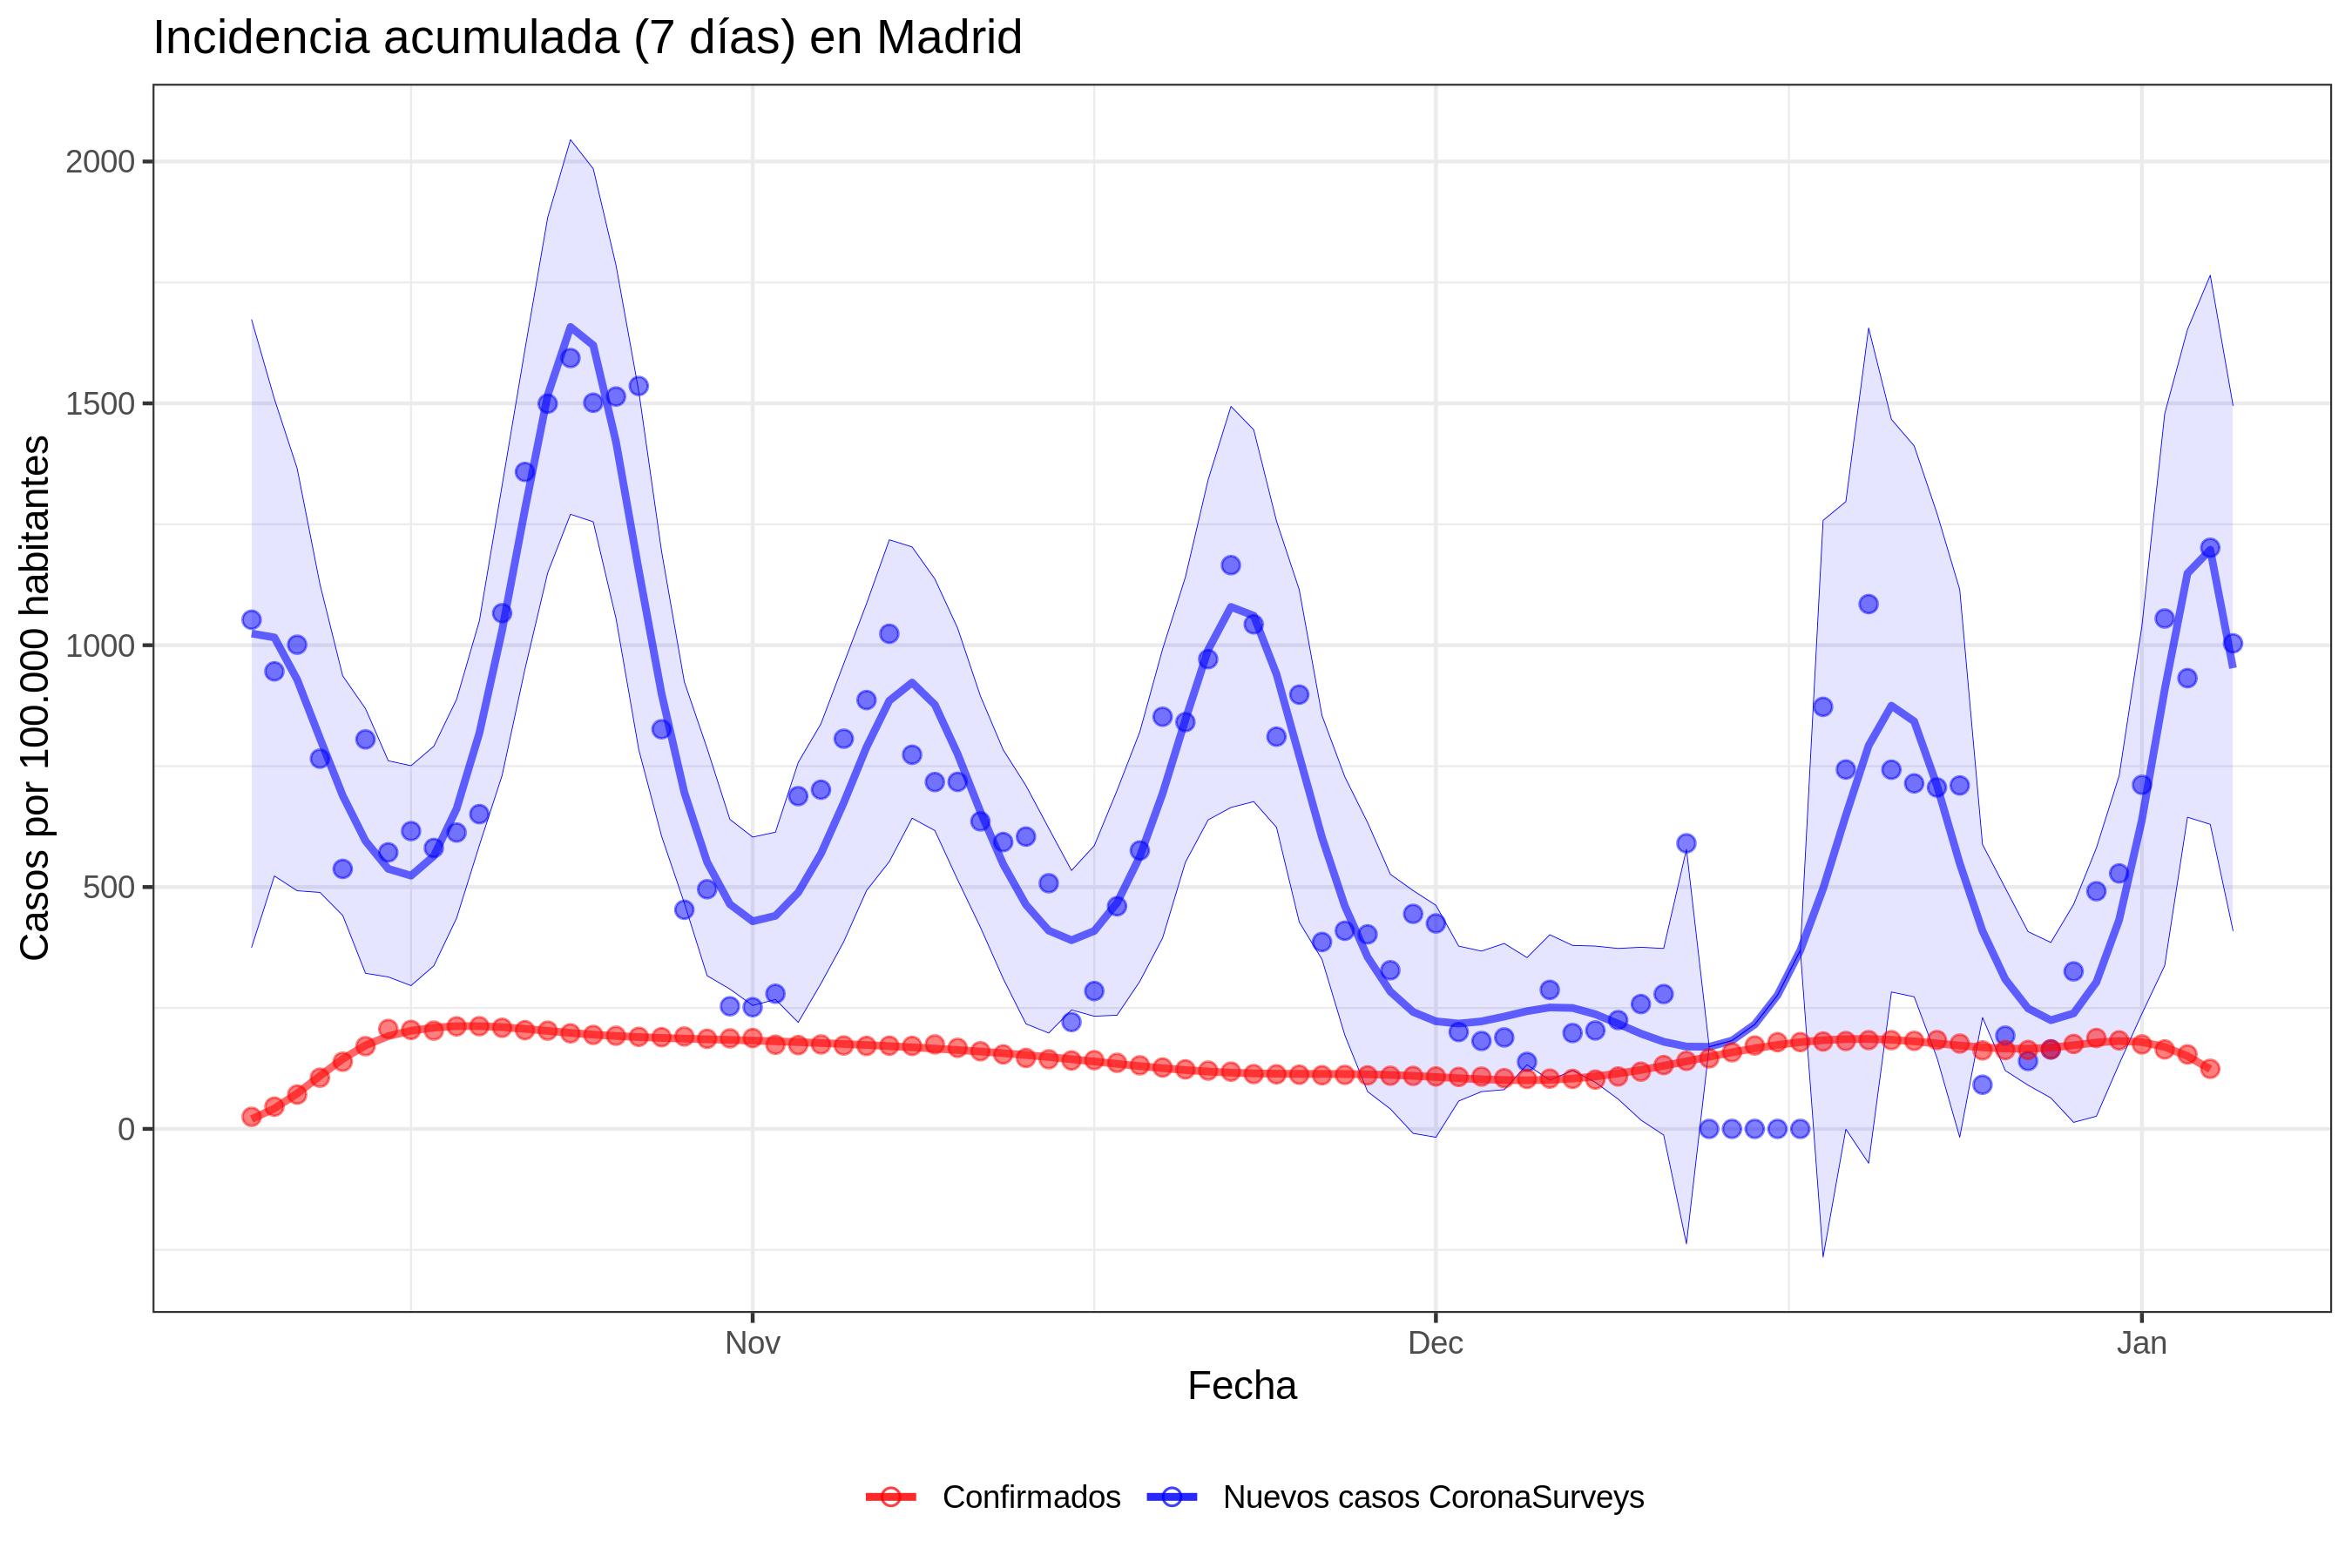 Incidencia acumulada (7 días) en Madrid
Casos por 100.000 habitantes
2000
1500
1000
500
0
Nov
Dec
Jan
Fecha
Confirmados
Nuevos casos CoronaSurveys